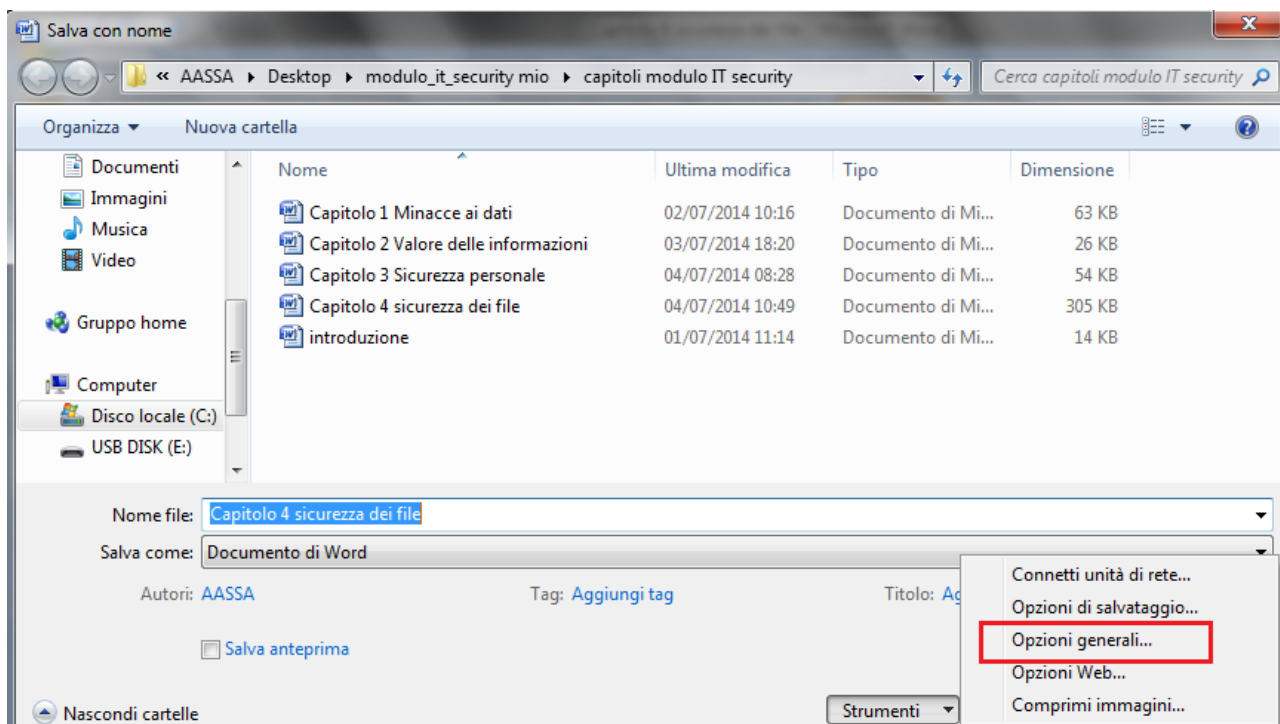 Salva con nome
« AASSA ▸ Desktop ▸ modulo_it_security mio ▸ capitoli modulo IT security
Cerca capitoli modulo IT security
Organizza Nuova cartella
Documenti
Immagini
Musica
Video
Gruppo home
Computer
Disco locale (C:)
USB DISK (E:)
Nome Ultima modifica Tipo Dimensione
Capitolo 1 Minacce ai dati 02/07/2014 10:16 Documento di Mi... 63 KB
Capitolo 2 Valore delle informazioni 03/07/2014 18:20 Documento di Mi... 26 KB
Capitolo 3 Sicurezza personale 04/07/2014 08:28 Documento di Mi... 54 KB
Capitolo 4 sicurezza dei file 04/07/2014 10:49 Documento di Mi... 305 KB
introduzione 01/07/2014 11:14 Documento di Mi... 14 KB
Nome file: Capitolo 4 sicurezza dei file
Salva come: Documento di Word
Autori: AASSA Tag: Aggiungi tag Titolo: Ag
Salva anteprima
Nascondi cartelle
Strumenti
Connetti unità di rete...
Opzioni di salvataggio...
Opzioni generali...
Opzioni Web...
Comprimi immagini...